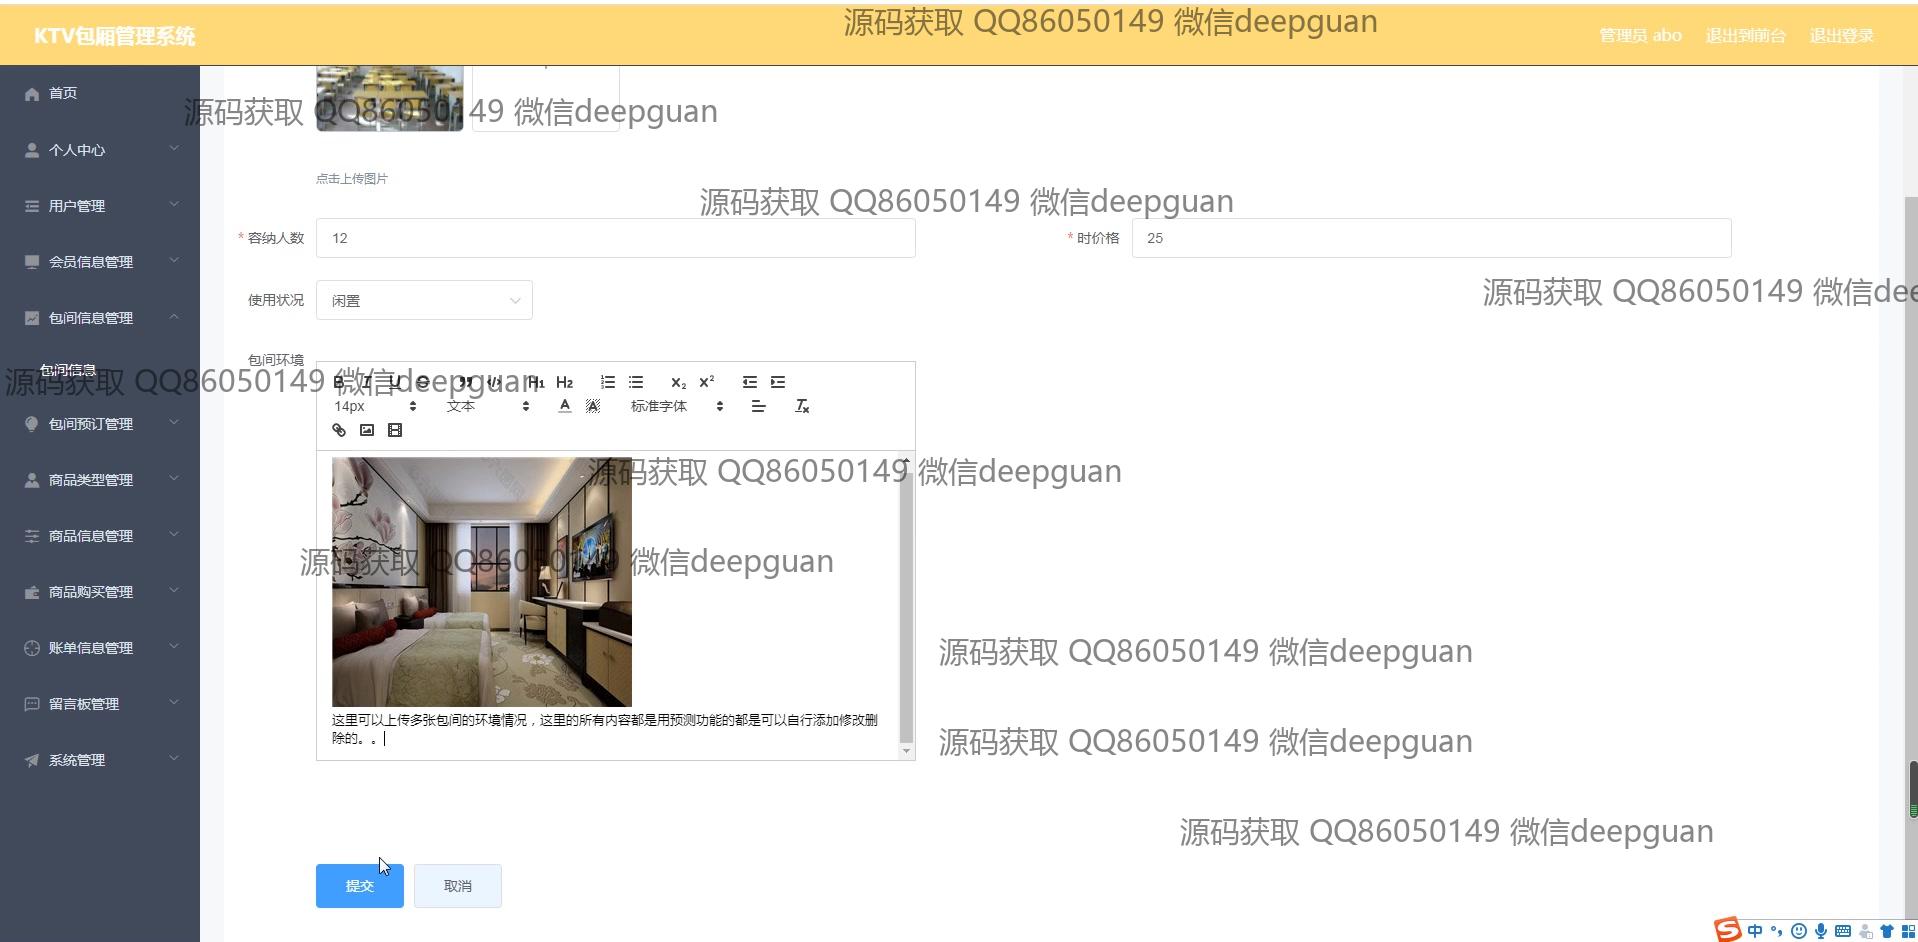 源码获取 QQ86050149 微信deepguan
KTV包厢管理系统
管理员 abo
退出到前台
退出登录
首页
源码获取 QQ86050149 微信deepguan
个人中心
点击上传图片
源码获取 QQ86050149 微信deepguan
用户管理
* 容纳人数
12
* 时价格
25
会员信息管理
源码获取 QQ86050149 微信dee
使用状况
闲置
包间信息管理
包间环境
包间信息
源码获取 QQ86050149 微信deepguan
B I U S H1 H2 X₂ X²
14px
文本
A A
标准字体
包间预订管理
源码获取 QQ86050149 微信deepguan
商品类型管理
商品信息管理
源码获取 QQ86050149 微信deepguan
商品购买管理
账单信息管理
源码获取 QQ86050149 微信deepguan
留言板管理
这里可以上传多张包间的环境情况，这里的所有内容都是用预测功能的都是可以自行添加修改删
除的。。
源码获取 QQ86050149 微信deepguan
系统管理
源码获取 QQ86050149 微信deepguan
提交
取消
中